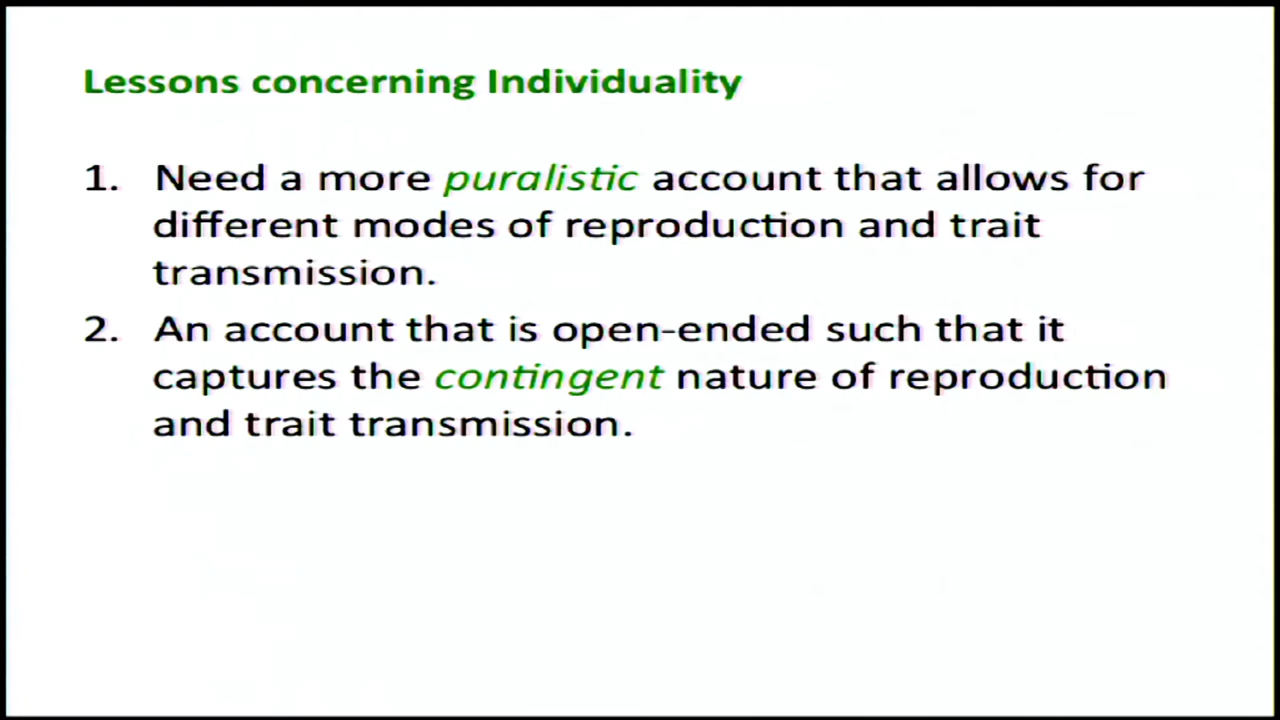 Lessons concerning Individuality
1. Need a more puralistic account that allows for
different modes of reproduction and trait
transmission.
2. An account that is open-ended such that it
captures the contingent nature of reproduction
and trait transmission.